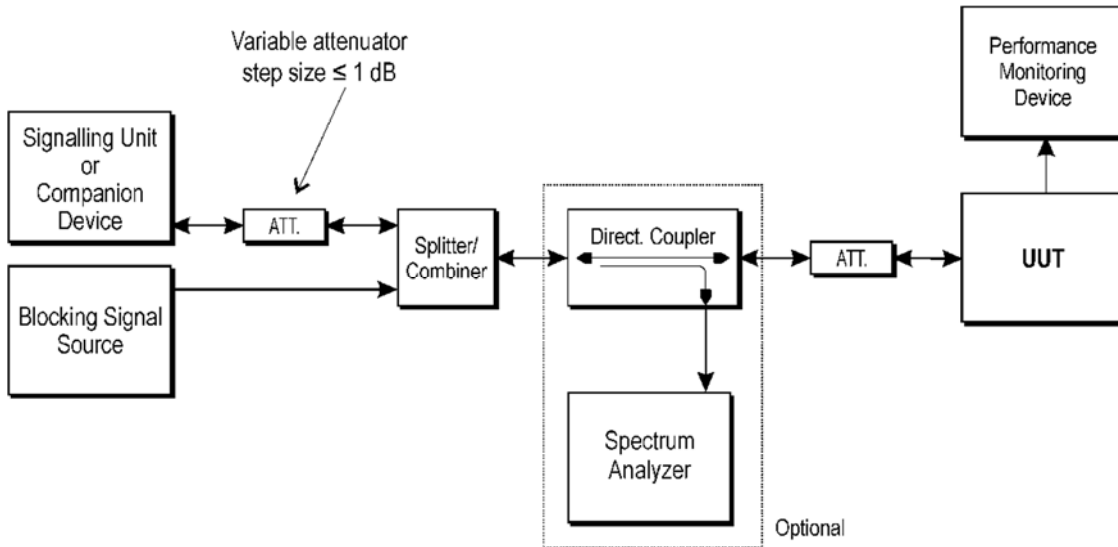 Variable attenuator
step size ≤ 1 dB
Performance
Monitoring
Device
Signalling Unit
or
Companion
Device
ATT.
Splitter/
Combiner
Direct. Coupler
ATT.
UUT
Blocking Signal
Source
Spectrum
Analyzer
Optional